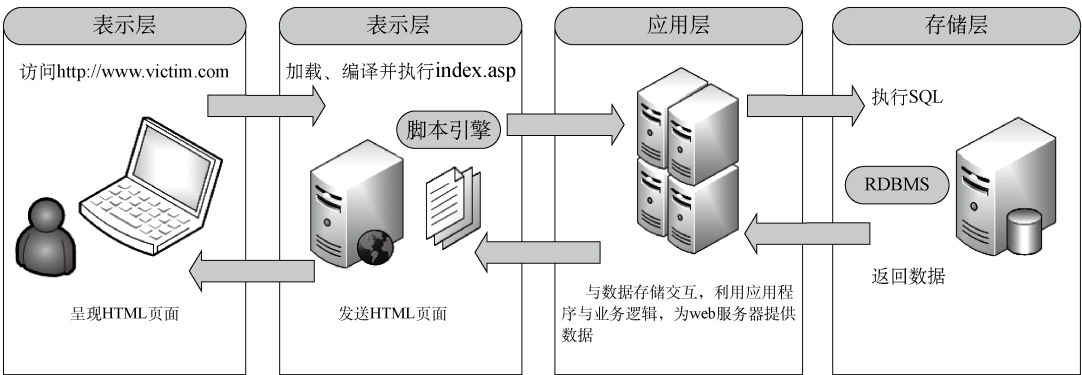 表示层
访问http://www.victim.com
呈现HTML页面
表示层
加载、编译并执行index.asp
脚本引擎
发送HTML页面
应用层
与数据存储交互，利用应用程
序与业务逻辑，为web服务器提供
数据
存储层
执行SQL
RDBMS
返回数据